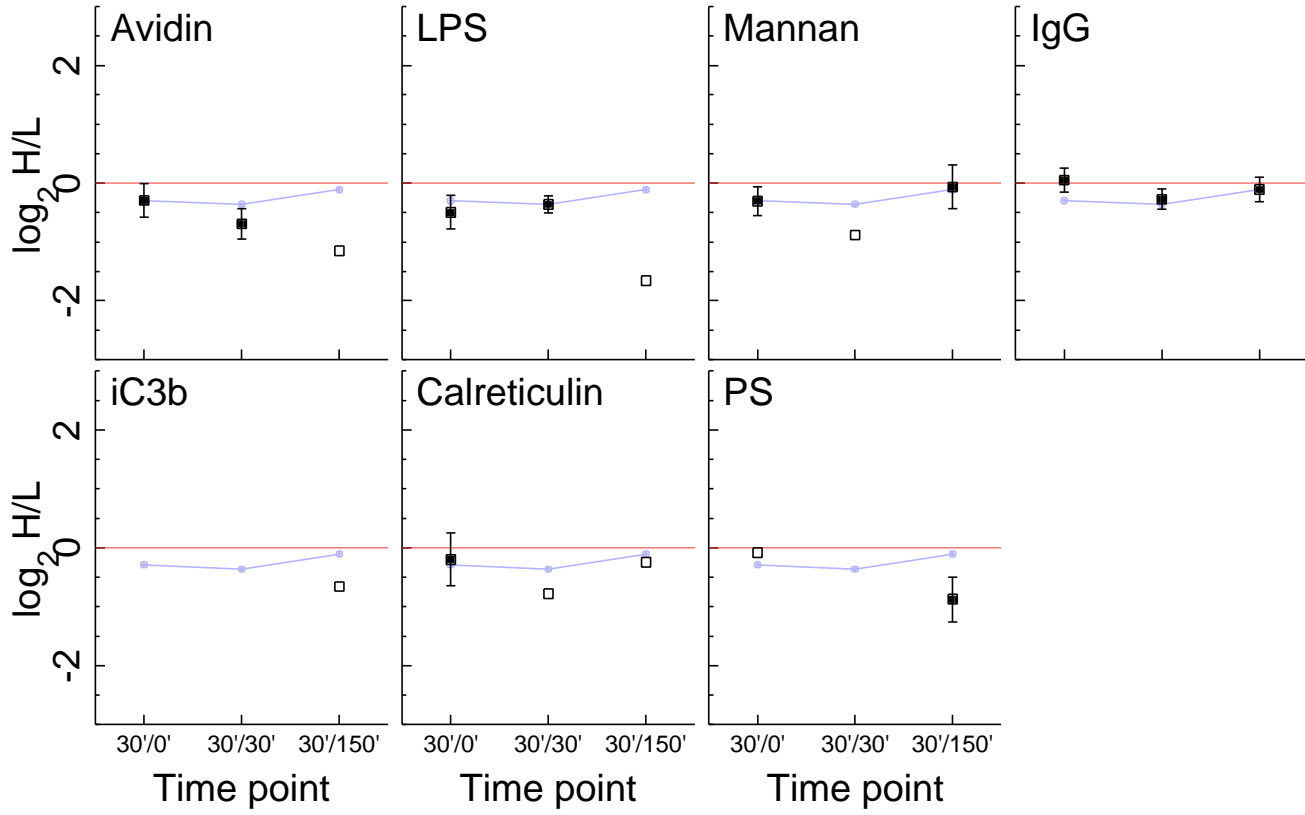 Avidin
LPS
Mannan
IgG
2
0
-2
log2 H/L
iC3b
Calreticulin
PS
2
0
-2
log2 H/L
30'/0' 30'/30' 30'/150'
30'/0' 30'/30' 30'/150'
30'/0' 30'/30' 30'/150'
Time point
Time point
Time point